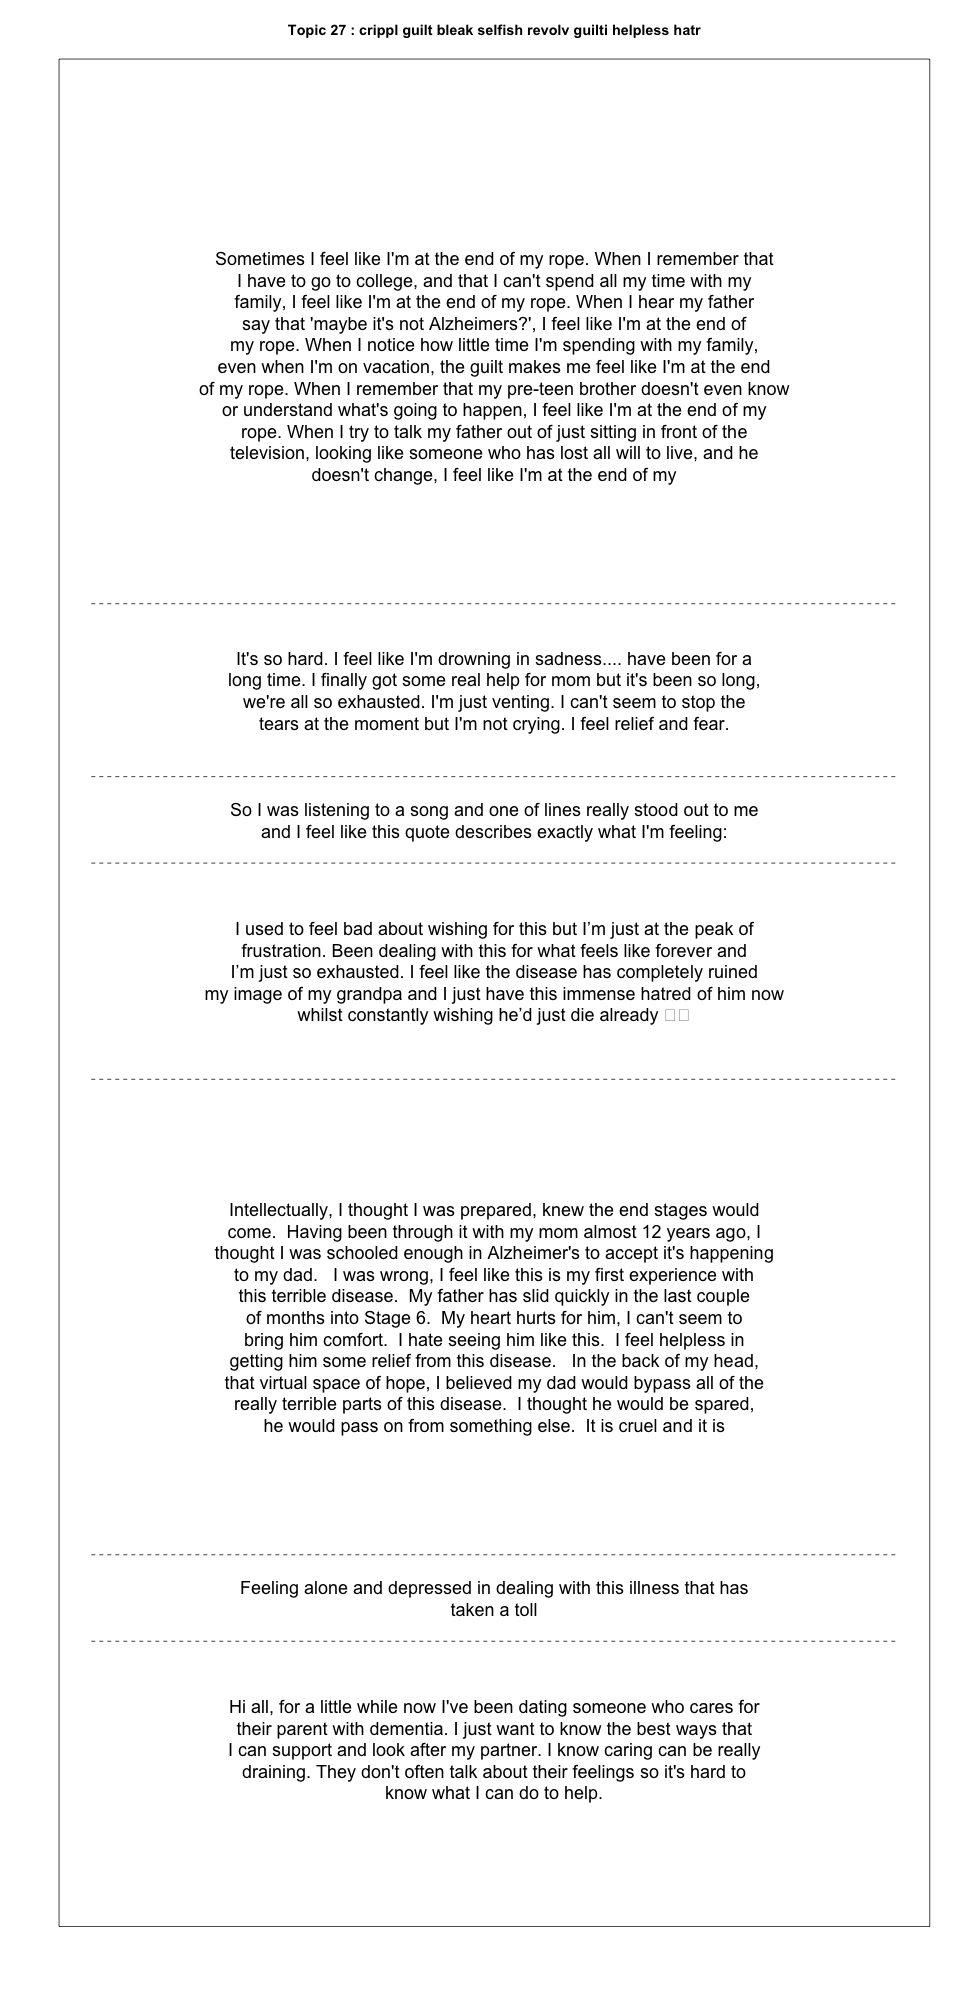 Topic 27 : crippl guilt bleak selfish revolv guilti helpless hatr
Sometimes I feel like I'm at the end of my rope. When I remember that
I have to go to college, and that I can't spend all my time with my
family, I feel like I'm at the end of my rope. When I hear my father
say that 'maybe it's not Alzheimers?', I feel like I'm at the end of
my rope. When I notice how little time I'm spending with my family,
even when I'm on vacation, the guilt makes me feel like I'm at the end
of my rope. When I remember that my pre-teen brother doesn't even know
or understand what's going to happen, I feel like I'm at the end of my
rope. When I try to talk my father out of just sitting in front of the
television, looking like someone who has lost all will to live, and he
doesn't change, I feel like I'm at the end of my
It's so hard. I feel like I'm drowning in sadness.... have been for a
long time. I finally got some real help for mom but it's been so long,
we're all so exhausted. I'm just venting. I can't seem to stop the
tears at the moment but I'm not crying. I feel relief and fear.
So I was listening to a song and one of lines really stood out to me
and I feel like this quote describes exactly what I'm feeling:
I used to feel bad about wishing for this but I’m just at the peak of
frustration. Been dealing with this for what feels like forever and
I’m just so exhausted. I feel like the disease has completely ruined
my image of my grandpa and I just have this immense hatred of him now
whilst constantly wishing he’d just die already
Intellectually, I thought I was prepared, knew the end stages would
come.  Having been through it with my mom almost 12 years ago, I
thought I was schooled enough in Alzheimer's to accept it's happening
to my dad.   I was wrong, I feel like this is my first experience with
this terrible disease.  My father has slid quickly in the last couple
of months into Stage 6.  My heart hurts for him, I can't seem to
bring him comfort.  I hate seeing him like this.  I feel helpless in
getting him some relief from this disease.   In the back of my head,
that virtual space of hope, I believed my dad would bypass all of the
really terrible parts of this disease.  I thought he would be spared,
he would pass on from something else.  It is cruel and it is
Feeling alone and depressed in dealing with this illness that has
taken a toll
Hi all, for a little while now I've been dating someone who cares for
their parent with dementia. I just want to know the best ways that
I can support and look after my partner. I know caring can be really
draining. They don't often talk about their feelings so it's hard to
know what I can do to help.